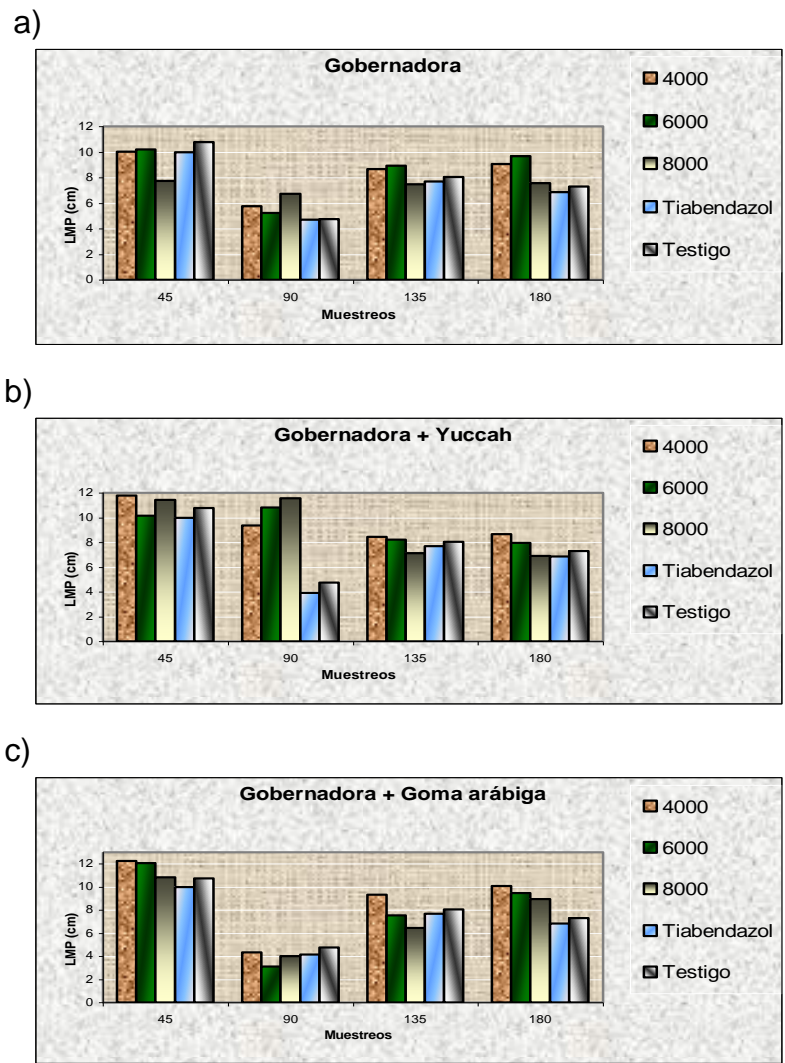 a)
Gobernadora
LMP (cm)
12
10
8
6
4
2
0
45 90 135 180
Muestreos
4000
6000
8000
Tiabendazol
Testigo
b)
Gobernadora + Yuccah
LMP (cm)
12
10
8
6
4
2
0
45 90 135 180
Muestreos
4000
6000
8000
Tiabendazol
Testigo
c)
Gobernadora + Goma arábiga
LMP (cm)
12
10
8
6
4
2
0
45 90 135 180
Muestreos
4000
6000
8000
Tiabendazol
Testigo